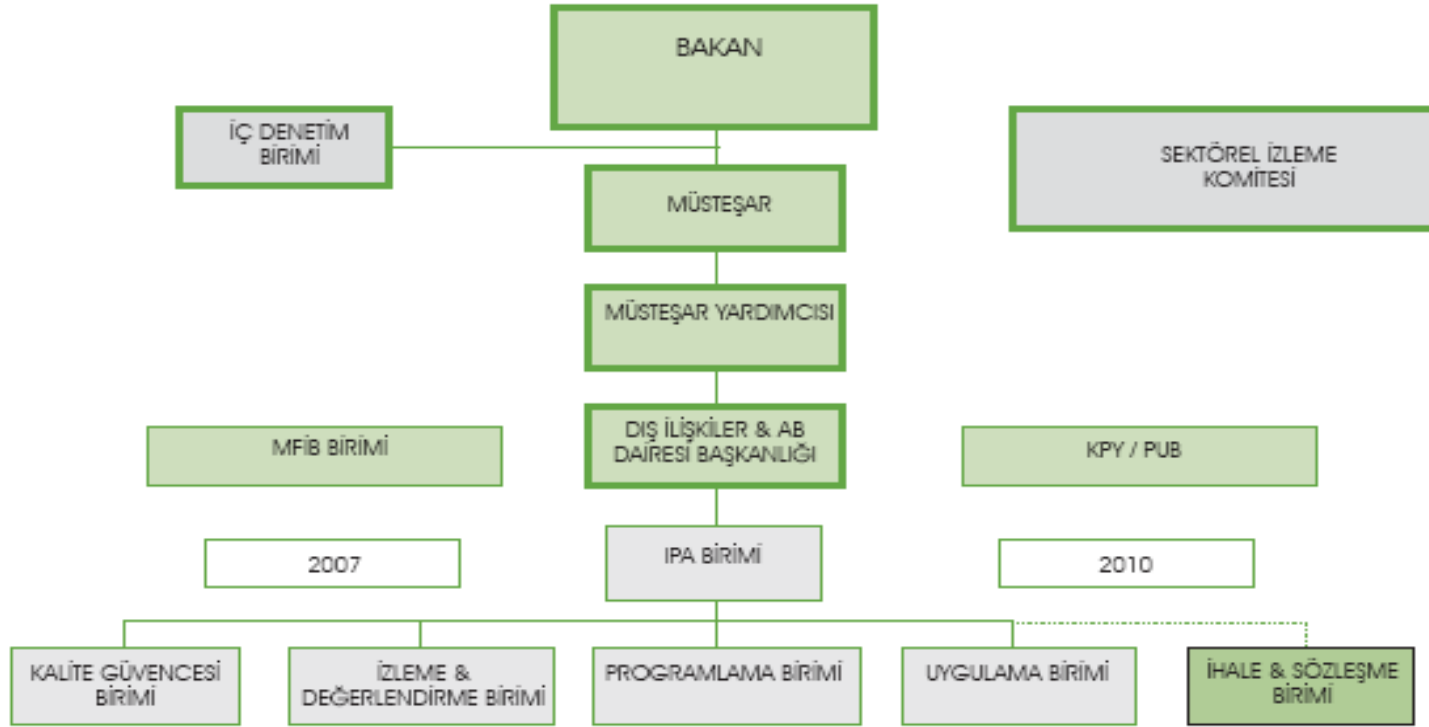 BAKAN
İÇ DENETİM
BİRİMİ
SEKTÖREL İZLEME
KOMİTESİ
MÜSTEŞAR
MÜSTEŞAR YARDIMCISI
DIŞ İLİŞKİLER & AB
DAİRESİ BAŞKANLIĞI
MFİB BİRİMİ
KPY / PUB
2007
IPA BİRİMİ
2010
KALİTE GÜVENCESİ
BİRİMİ
İZLEME &
DEĞERLENDİRME BİRİMİ
PROGRAMLAMA BİRİMİ
UYGULAMA BİRİMİ
İHALE & SÖZLEŞME
BİRİMİ